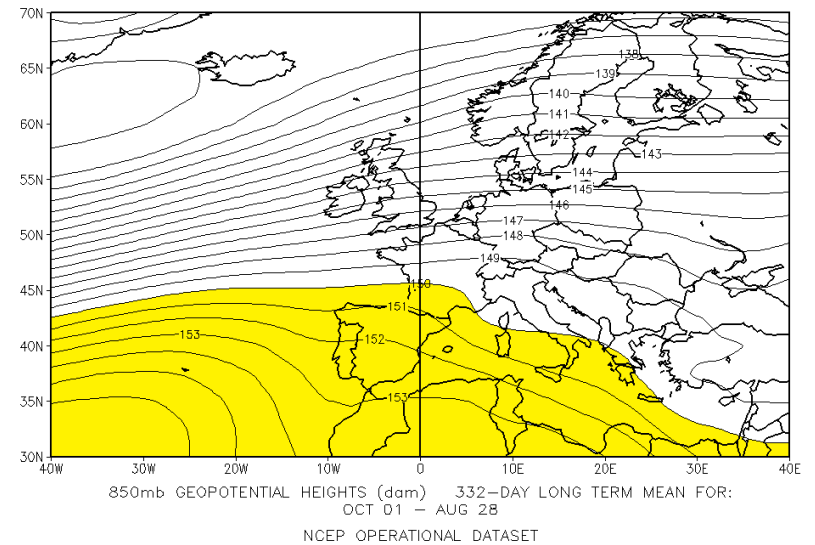 70N
65N
60N
55N
50N
45N
40N
35N
30N
138
139
140
141
142
143
144
145
146
147
148
149
150
151
152
153
153
40W 30W 20W 10W 0 10E 20E 30E 40E
850mb GEOPOTENTIAL HEIGHTS (dam) 332-DAY LONG TERM MEAN FOR:
OCT 01 - AUG 28
NCEP OPERATIONAL DATASET